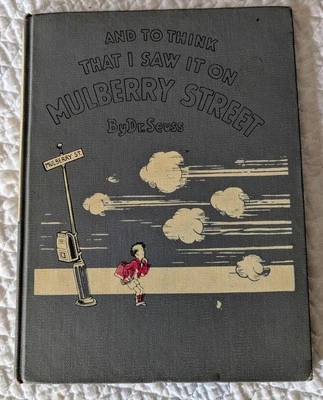 AND TO THINK
THAT I SAW IT ON
MULBERRY STREET
By Dr. Seuss
MULBERRY ST.